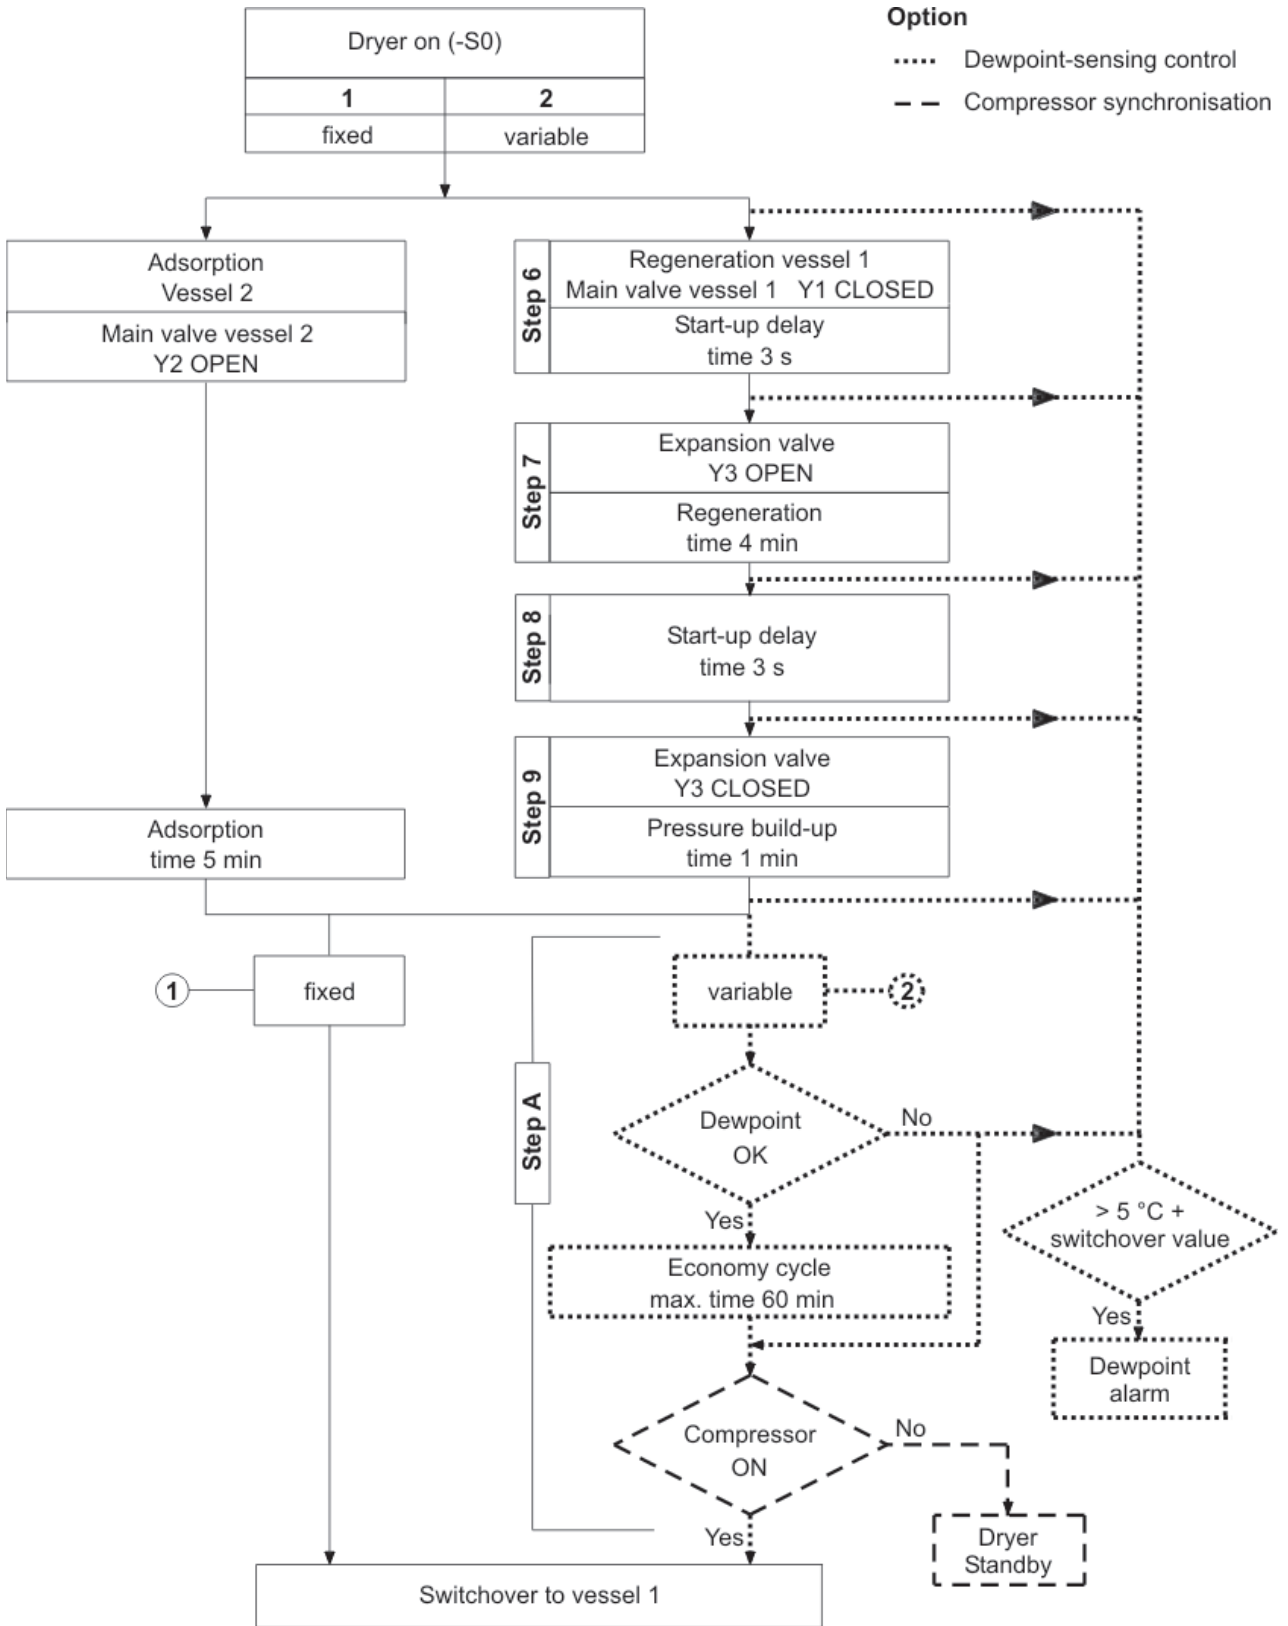 Option
Dewpoint-sensing control
Compressor synchronisation
Dryer on (-S0)
1
2
fixed
variable
Adsorption
Vessel 2
Main valve vessel 2
Y2 OPEN
Step 6
Regeneration vessel 1
Main valve vessel 1 Y1 CLOSED
Start-up delay
time 3 s
Step 7
Expansion valve
Y3 OPEN
Regeneration
time 4 min
Step 8
Start-up delay
time 3 s
Step 9
Expansion valve
Y3 CLOSED
Pressure build-up
time 1 min
Adsorption
time 5 min
1
fixed
variable
2
Step A
Dewpoint
OK
No
Yes
> 5 °C +
switchover value
Yes
Dewpoint
alarm
Economy cycle
max. time 60 min
Compressor
ON
No
Yes
Dryer
Standby
Switchover to vessel 1